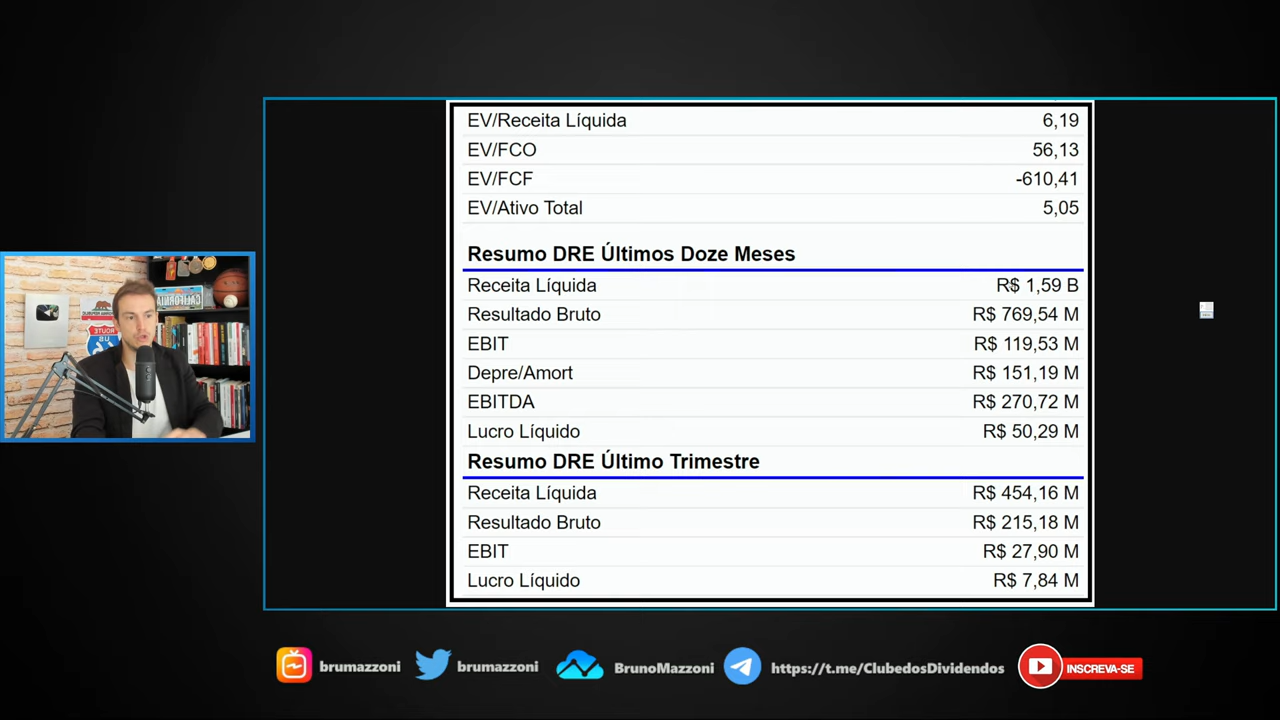 EV/Receita Líquida 6,19
EV/FCO 56,13
EV/FCF -610,41
EV/Ativo Total 5,05
Resumo DRE Últimos Doze Meses
Receita Líquida R$ 1,59 B
Resultado Bruto R$ 769,54 M
EBIT R$ 119,53 M
Depre/Amort R$ 151,19 M
EBITDA R$ 270,72 M
Lucro Líquido R$ 50,29 M
Resumo DRE Último Trimestre
Receita Líquida R$ 454,16 M
Resultado Bruto R$ 215,18 M
EBIT R$ 27,90 M
Lucro Líquido R$ 7,84 M
CALIFORNIA
ROUTE
brumazzoni brumazzoni BrunoMazzoni https://t.me/ClubedosDividendos INSCREVA-SE